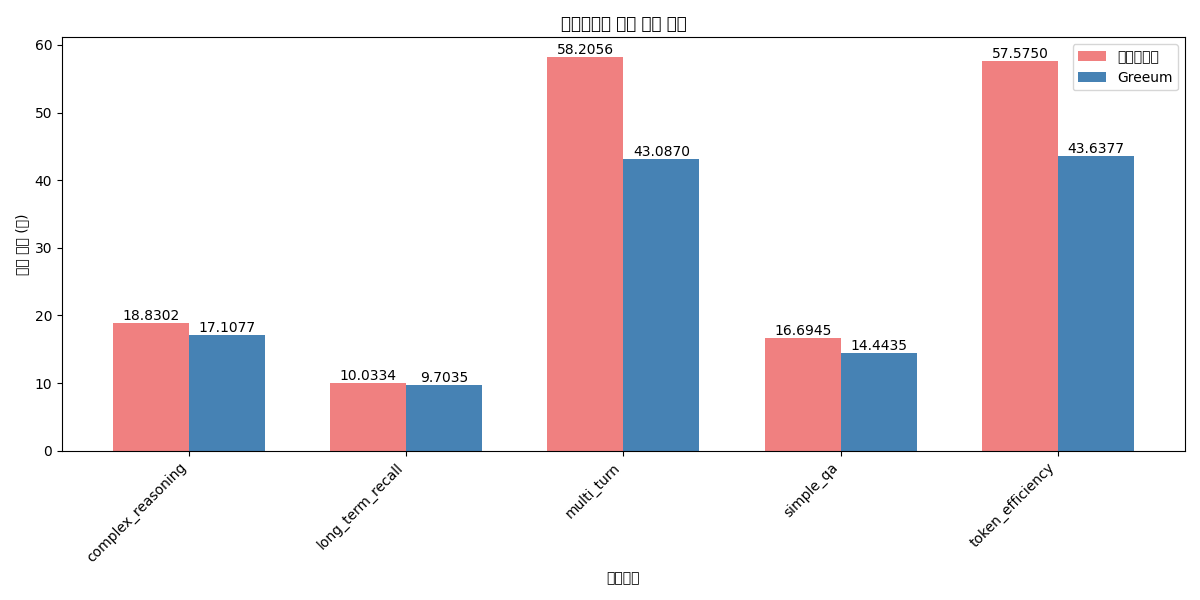 58.2056
57.5750
Greeum
43.0870
43.6377
18.8302
17.1077
16.6945
14.4435
10.0334
9.7035
60
50
40
30
20
10
0
complex_reasoning
long_term_recall
multi_turn
simple_qa
token_efficiency